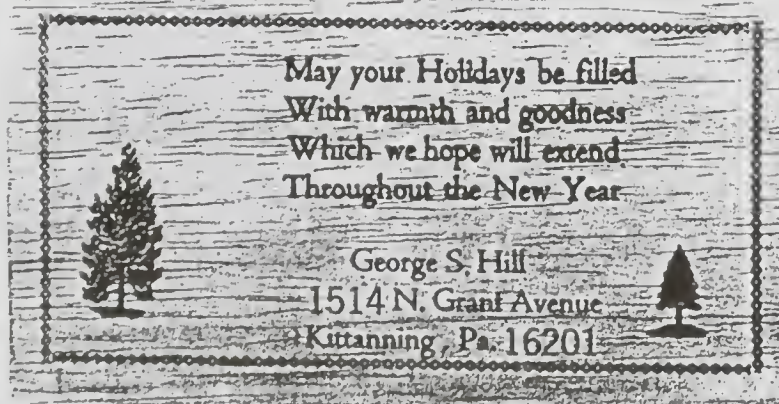 May your Holidays be filled
With warmth and goodness
Which we hope will extend
Throughout the New Year
George S. Hill
1514 N. Grant Avenue
Kittanning, Pa. 16201